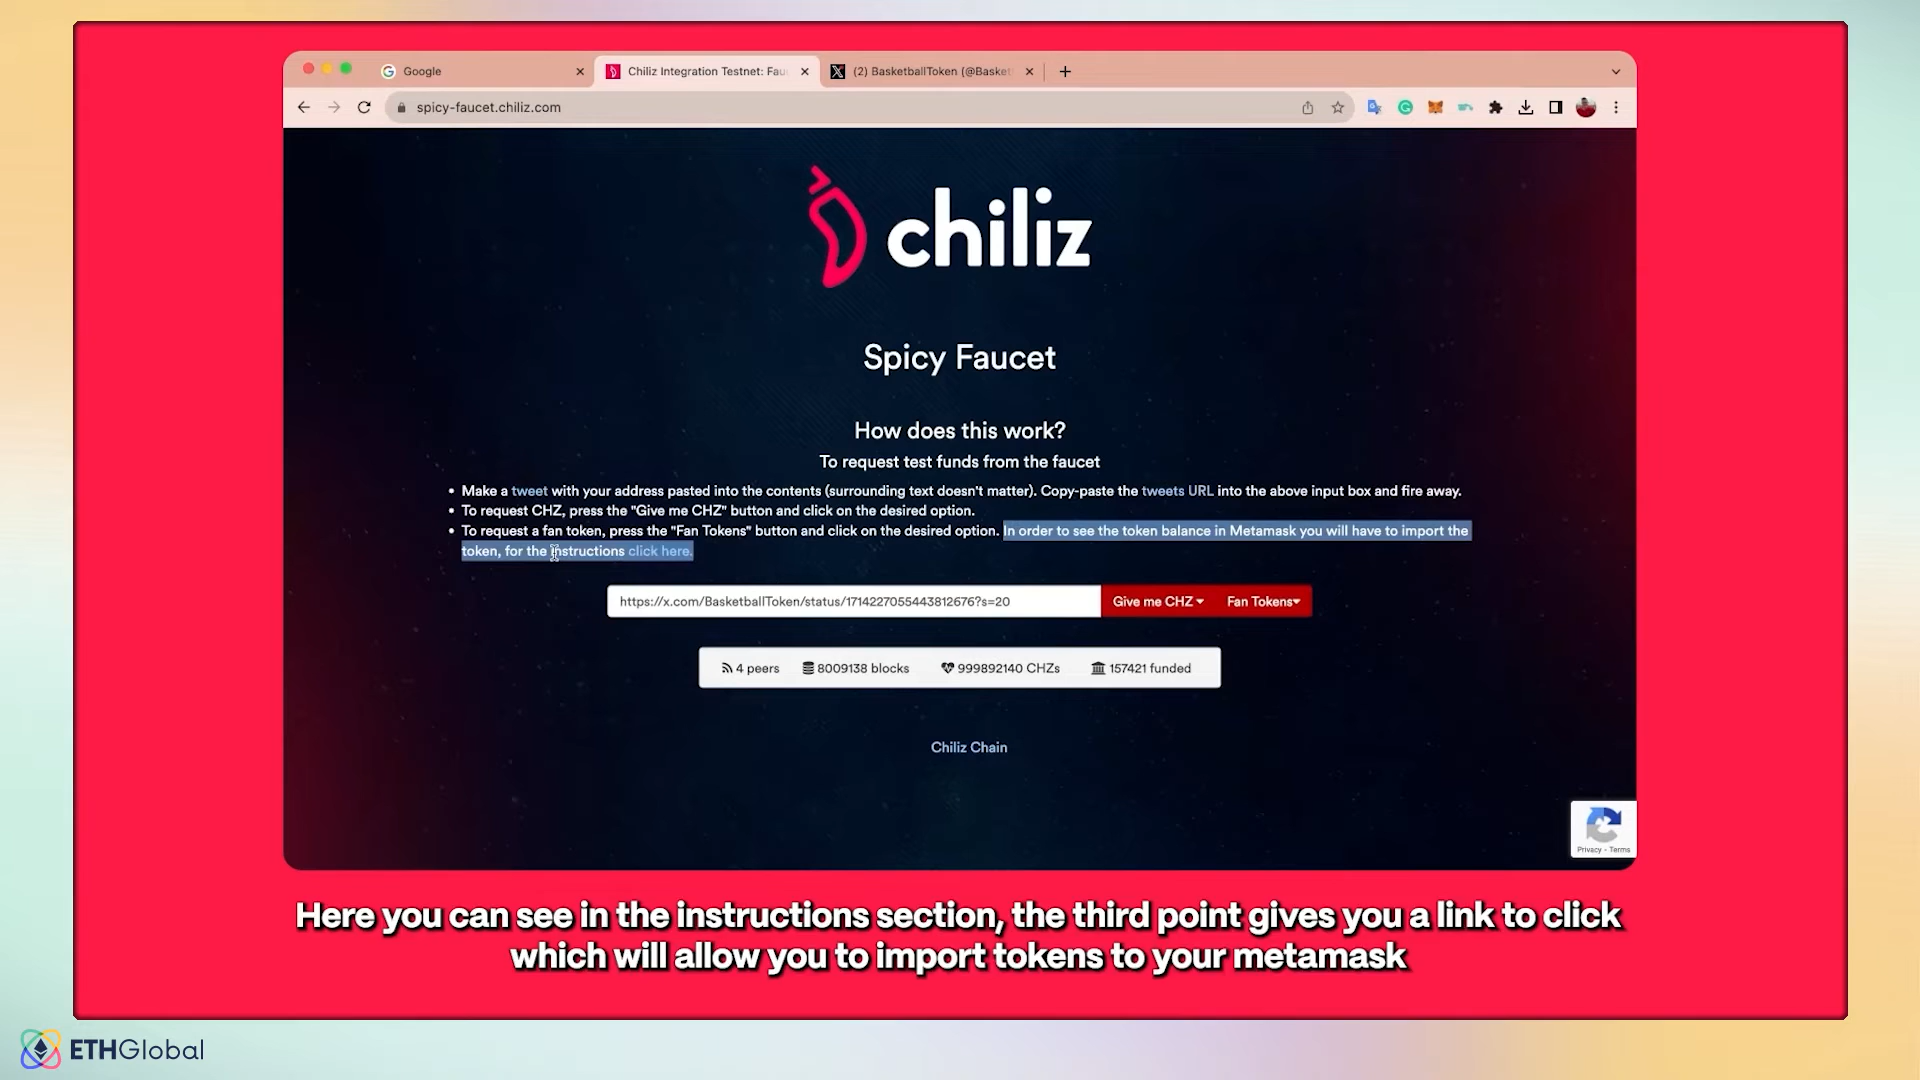 Google
Chiliz Integration Testnet: Fau
(2) BasketballToken (@Basket
spicy-faucet.chiliz.com
chiliz
Spicy Faucet
How does this work?
To request test funds from the faucet
• Make a tweet with your address pasted into the contents (surrounding text doesn't matter). Copy-paste the tweets URL into the above input box and fire away.
• To request CHZ, press the "Give me CHZ" button and click on the desired option.
• To request a fan token, press the "Fan Tokens" button and click on the desired option. In order to see the token balance in Metamask you will have to import the
token, for the instructions click here.
https://x.com/BasketballToken/status/1714227055443812676?s=20 Give me CHZ Fan Tokens
4 peers 8009138 blocks 999892140 CHZs 157421 funded
Chiliz Chain
Privacy - Terms
Here you can see in the instructions section, the third point gives you a link to click
which will allow you to import tokens to your metamask
ETHGlobal